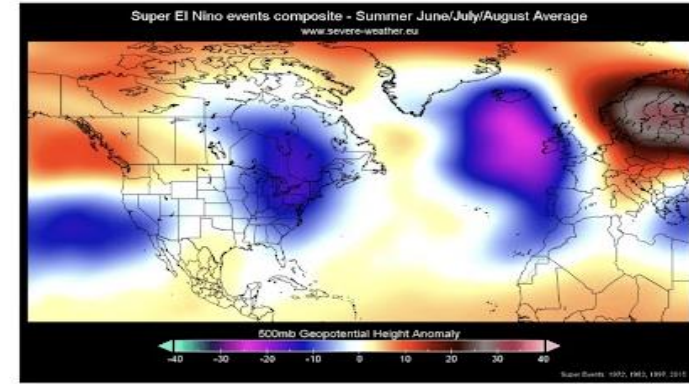 Super El Nino events composite - Summer June/July/August Average
www.severe-weather.eu
500mb Geopotential Height Anomaly
-40 -30 -20 -10 0 10 20 30 40
Super Events: 1972, 1982, 1997, 2015